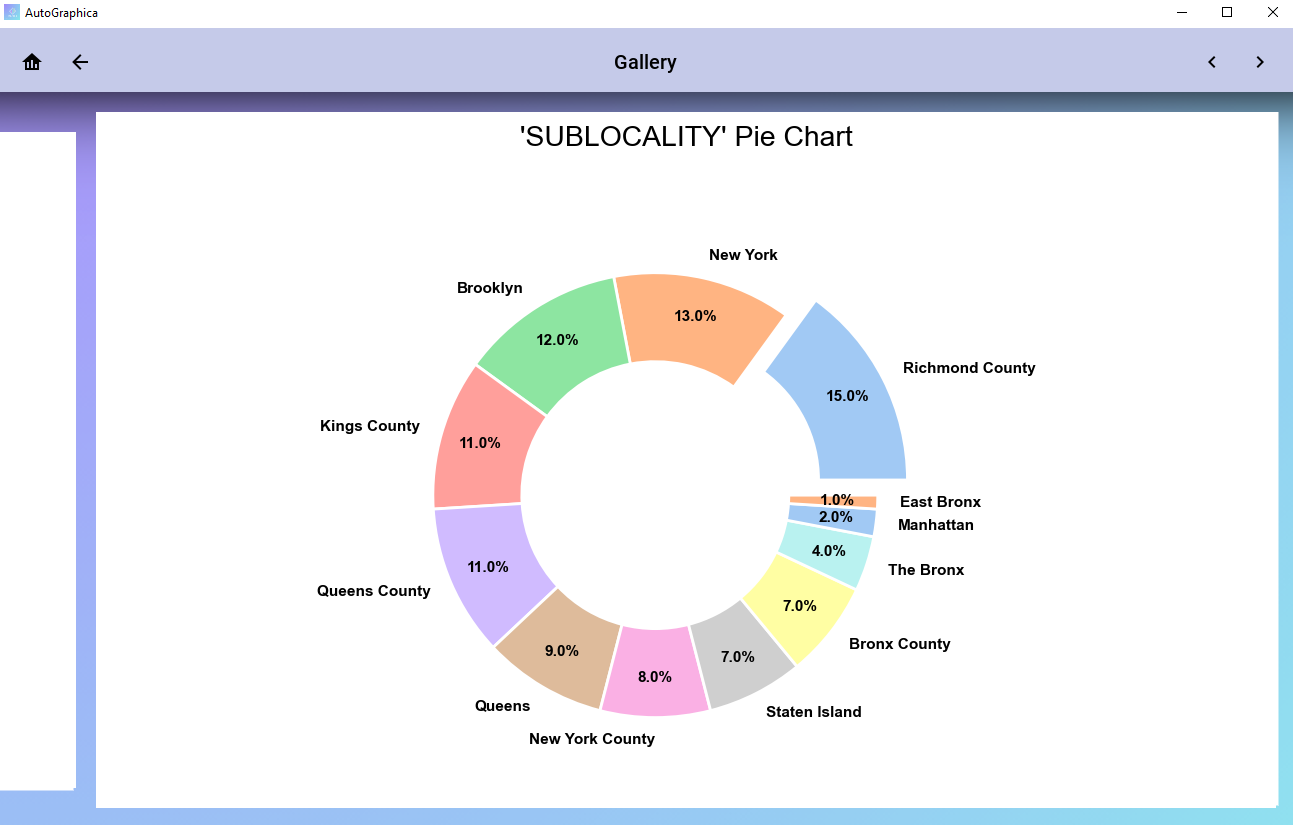 AutoGraphica
Gallery
'SUBLOCALITY' Pie Chart
New York
Brooklyn
13.0%
12.0%
Richmond County
15.0%
Kings County
11.0%
1.0%
East Bronx
2.0%
Manhattan
4.0%
The Bronx
11.0%
Queens County
7.0%
Bronx County
9.0%
7.0%
8.0%
Queens
Staten Island
New York County